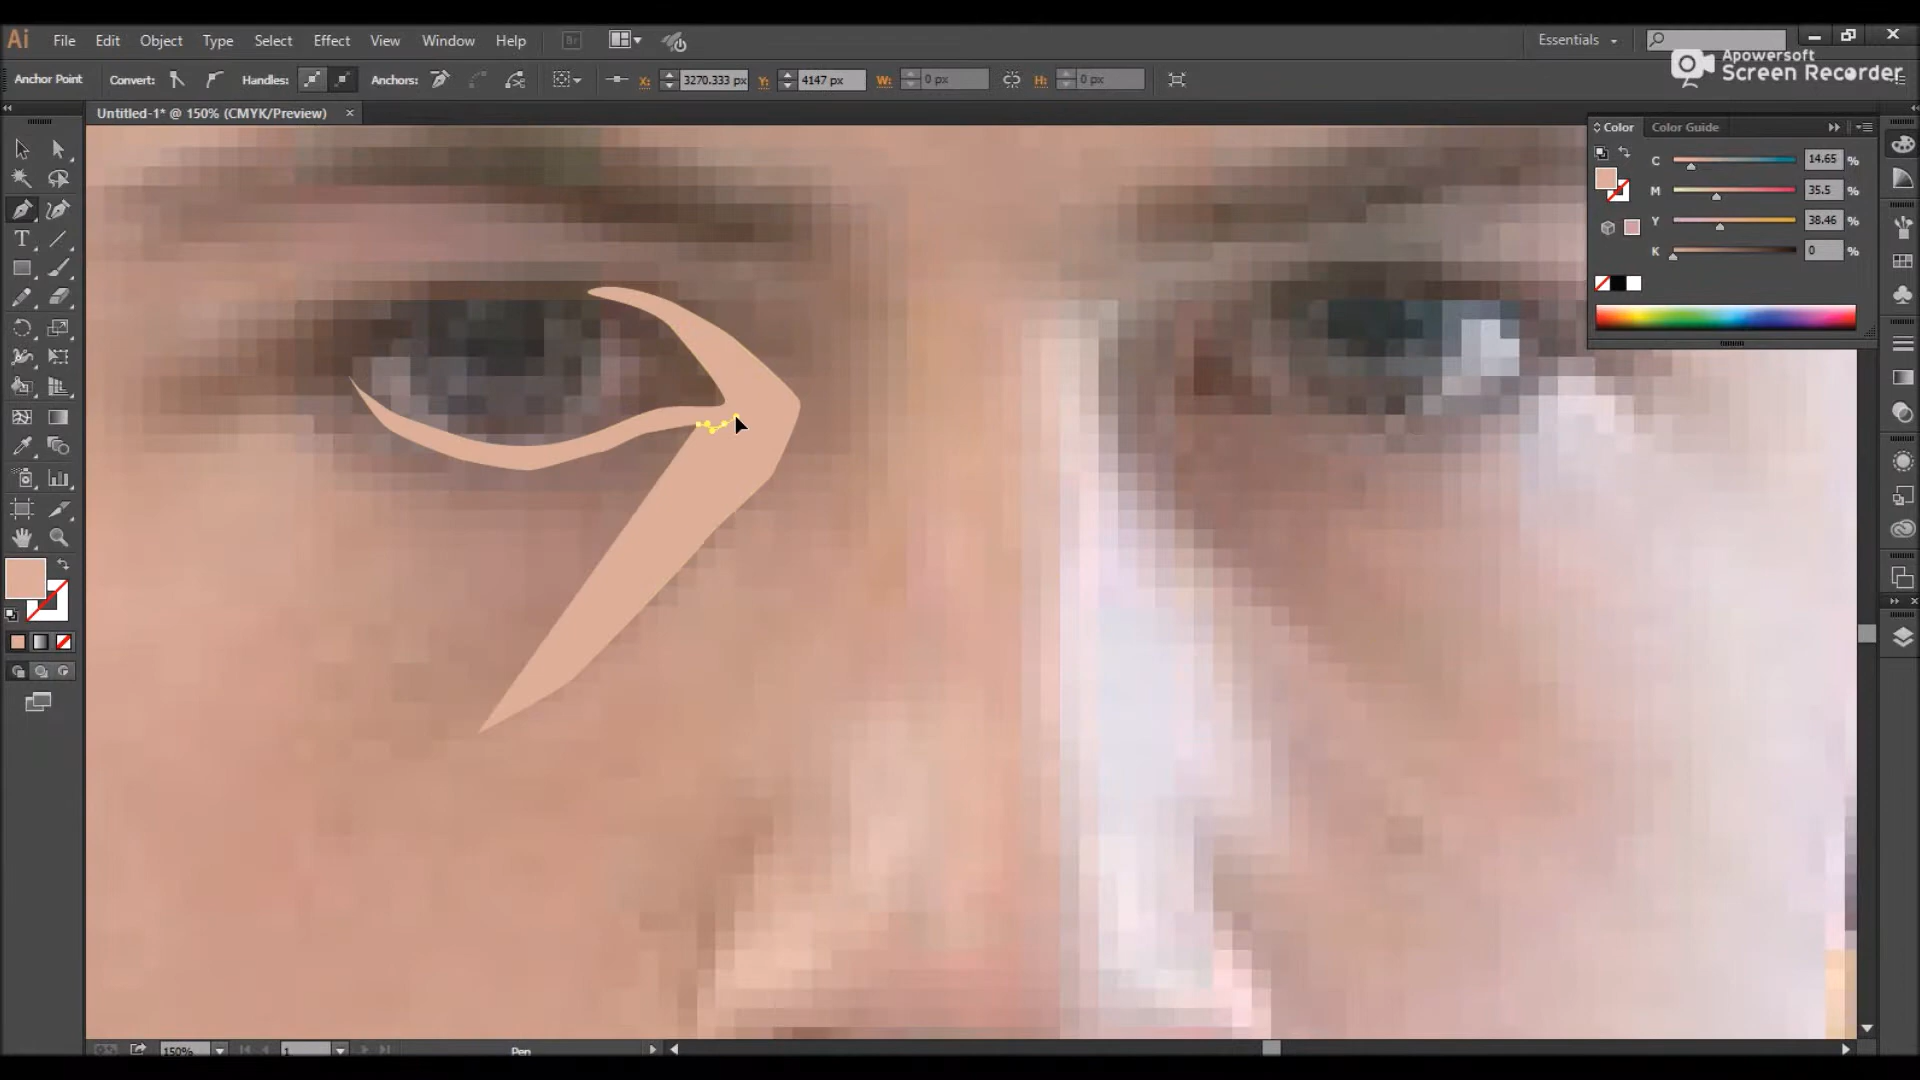 Ai File Edit Object Type Select Effect View Window Help Br Essentials
Apowersoft
Screen Recorder
Anchor Point Convert: Handles: Anchors: X: 3270.333 px Y: 4147 px W: 0 px H: 0 px
Untitled-1* @ 150% (CMYK/Preview) ×
Color Color Guide
C 14.65 %
M 35.5 %
Y 38.46 %
K 0 %
150% 1 Pen